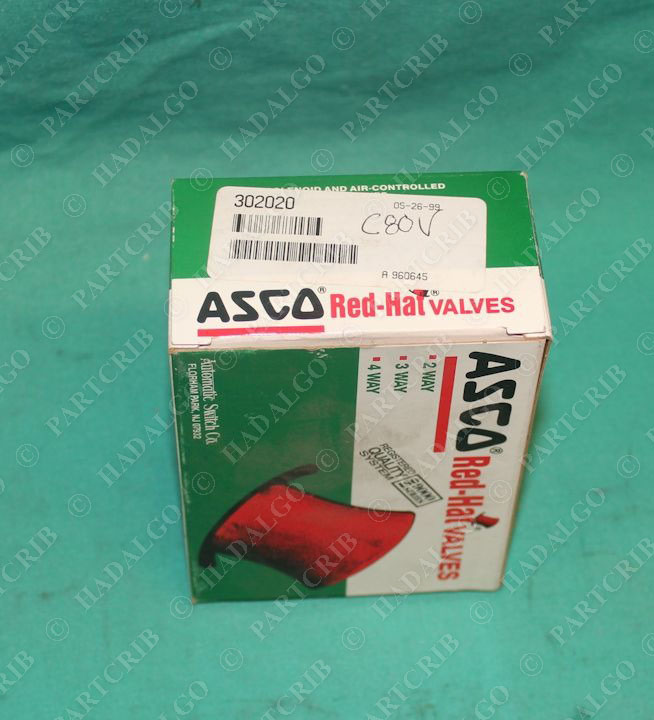 AND AIR-CONTROLLED
302020
05-26-99
C80V
A 960645
ASCO® Red-Hat® VALVES
ASCO® Red-Hat VALVES
2 WAY
3 WAY
4 WAY
REGISTERED
QUALITY
SYSTEM
Automatic Switch Co.
FLORHAM PARK, NJ 07932
© HADALGO
© PARTCRIB